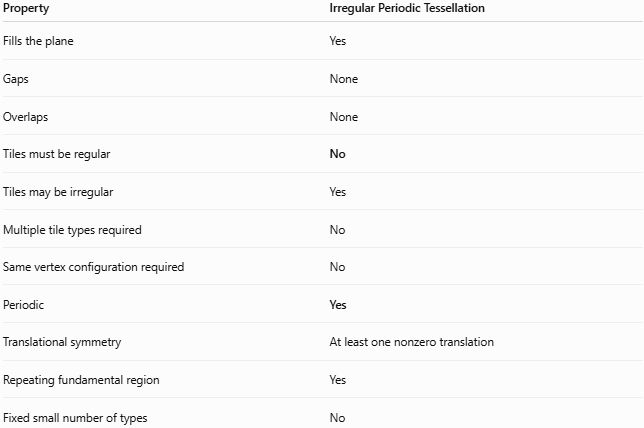 Property Irregular Periodic Tessellation
Fills the plane Yes
Gaps None
Overlaps None
Tiles must be regular No
Tiles may be irregular Yes
Multiple tile types required No
Same vertex configuration required No
Periodic Yes
Translational symmetry At least one nonzero translation
Repeating fundamental region Yes
Fixed small number of types No